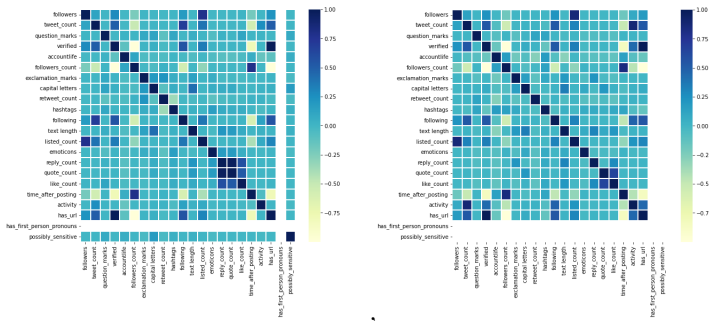 followers
tweet_count
question_marks
verified
accountlife
followers_count
exclamation_marks
capital letters
retweet_count
hashtags
following
text length
listed_count
emoticons
reply_count
quote_count
like_count
time_after_posting
activity
has_url
has_first_person_pronouns
possibly_sensitive
followers
tweet_count
question_marks
verified
accountlife
followers_count
exclamation_marks
capital letters
retweet_count
hashtags
following
text length
listed_count
emoticons
reply_count
quote_count
like_count
time_after_posting
activity
has_url
has_first_person_pronouns
possibly_sensitive
1.00
0.75
0.50
0.25
0.00
−0.25
−0.50
−0.75
followers
tweet_count
question_marks
verified
accountlife
followers_count
exclamation_marks
capital letters
retweet_count
hashtags
following
text length
listed_count
emoticons
reply_count
quote_count
like_count
time_after_posting
activity
has_url
has_first_person_pronouns
possibly_sensitive
followers
tweet_count
question_marks
verified
accountlife
followers_count
exclamation_marks
capital letters
retweet_count
hashtags
following
text length
listed_count
emoticons
reply_count
quote_count
like_count
time_after_posting
activity
has_url
has_first_person_pronouns
possibly_sensitive
1.00
0.75
0.50
0.25
0.00
−0.25
−0.50
−0.75